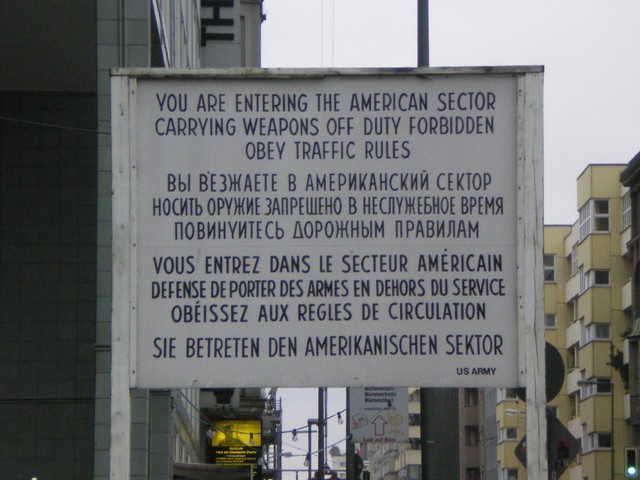 TH
YOU ARE ENTERING THE AMERICAN SECTOR
CARRYING WEAPONS OFF DUTY FORBIDDEN
OBEY TRAFFIC RULES
ВЫ ВЪЕЗЖАЕТЕ В АМЕРИКАНСКИЙ СЕКТОР
НОСИТЬ ОРУЖИЕ ЗАПРЕЩЕНО В НЕСЛУЖЕБНОЕ ВРЕМЯ
ПОВИНУЙТЕСЬ ДОРОЖНЫМ ПРАВИЛАМ
VOUS ENTREZ DANS LE SECTEUR AMÉRICAIN
DEFENSE DE PORTER DES ARMES EN DEHORS DU SERVICE
OBÉISSEZ AUX REGLES DE CIRCULATION
SIE BETRETEN DEN AMERIKANISCHEN SEKTOR
US ARMY